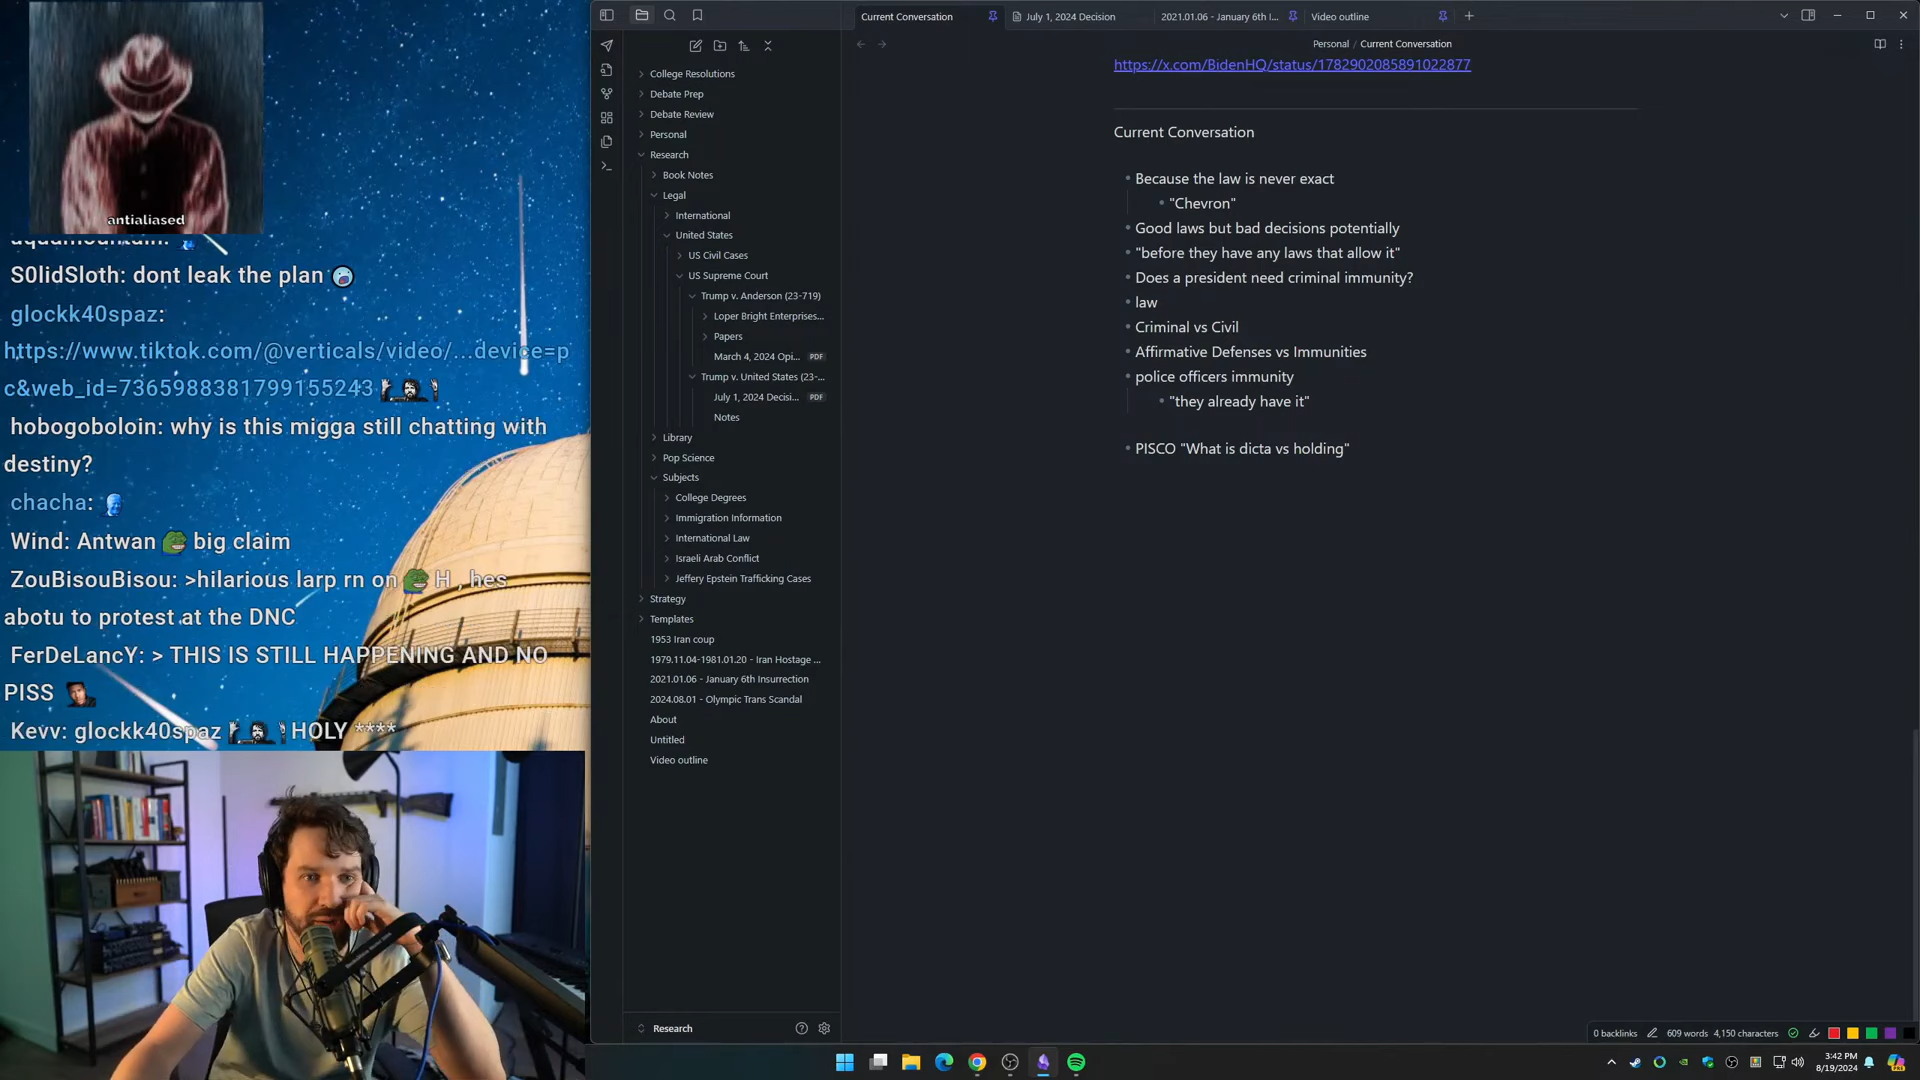 antialiased
S0lidSloth: dont leak the plan
glockk40spaz:
https://www.tiktok.com/@verticals/video/...device=p
c&web_id=7365988381799155243
hobogoboloin: why is this migga still chatting with
destiny?
chacha:
Wind: Antwan big claim
ZouBisouBisou: >hilarious larp rn on H , hes
abotu to protest at the DNC
FerDeLancY: > THIS IS STILL HAPPENING AND NO
PISS
Kevv: glockk40spaz HOLY ****
College Resolutions
Debate Prep
Debate Review
Personal
Research
Book Notes
Legal
International
United States
US Civil Cases
US Supreme Court
Trump v. Anderson (23-719)
Loper Bright Enterprises...
Papers
March 4, 2024 Opi... PDF
Trump v. United States (23-...
July 1, 2024 Decisi... PDF
Notes
Library
Pop Science
Subjects
College Degrees
Immigration Information
International Law
Israeli Arab Conflict
Jeffery Epstein Trafficking Cases
Strategy
Templates
1953 Iran coup
1979.11.04-1981.01.20 - Iran Hostage ...
2021.01.06 - January 6th Insurrection
2024.08.01 - Olympic Trans Scandal
About
Untitled
Video outline
Research
Current Conversation
July 1, 2024 Decision
2021.01.06 - January 6th I...
Video outline
Personal / Current Conversation
https://x.com/BidenHQ/status/1782902085891022877
Current Conversation
Because the law is never exact
"Chevron"
Good laws but bad decisions potentially
"before they have any laws that allow it"
Does a president need criminal immunity?
law
Criminal vs Civil
Affirmative Defenses vs Immunities
police officers immunity
"they already have it"
PISCO "What is dicta vs holding"
0 backlinks 609 words 4,150 characters
3:42 PM
8/19/2024